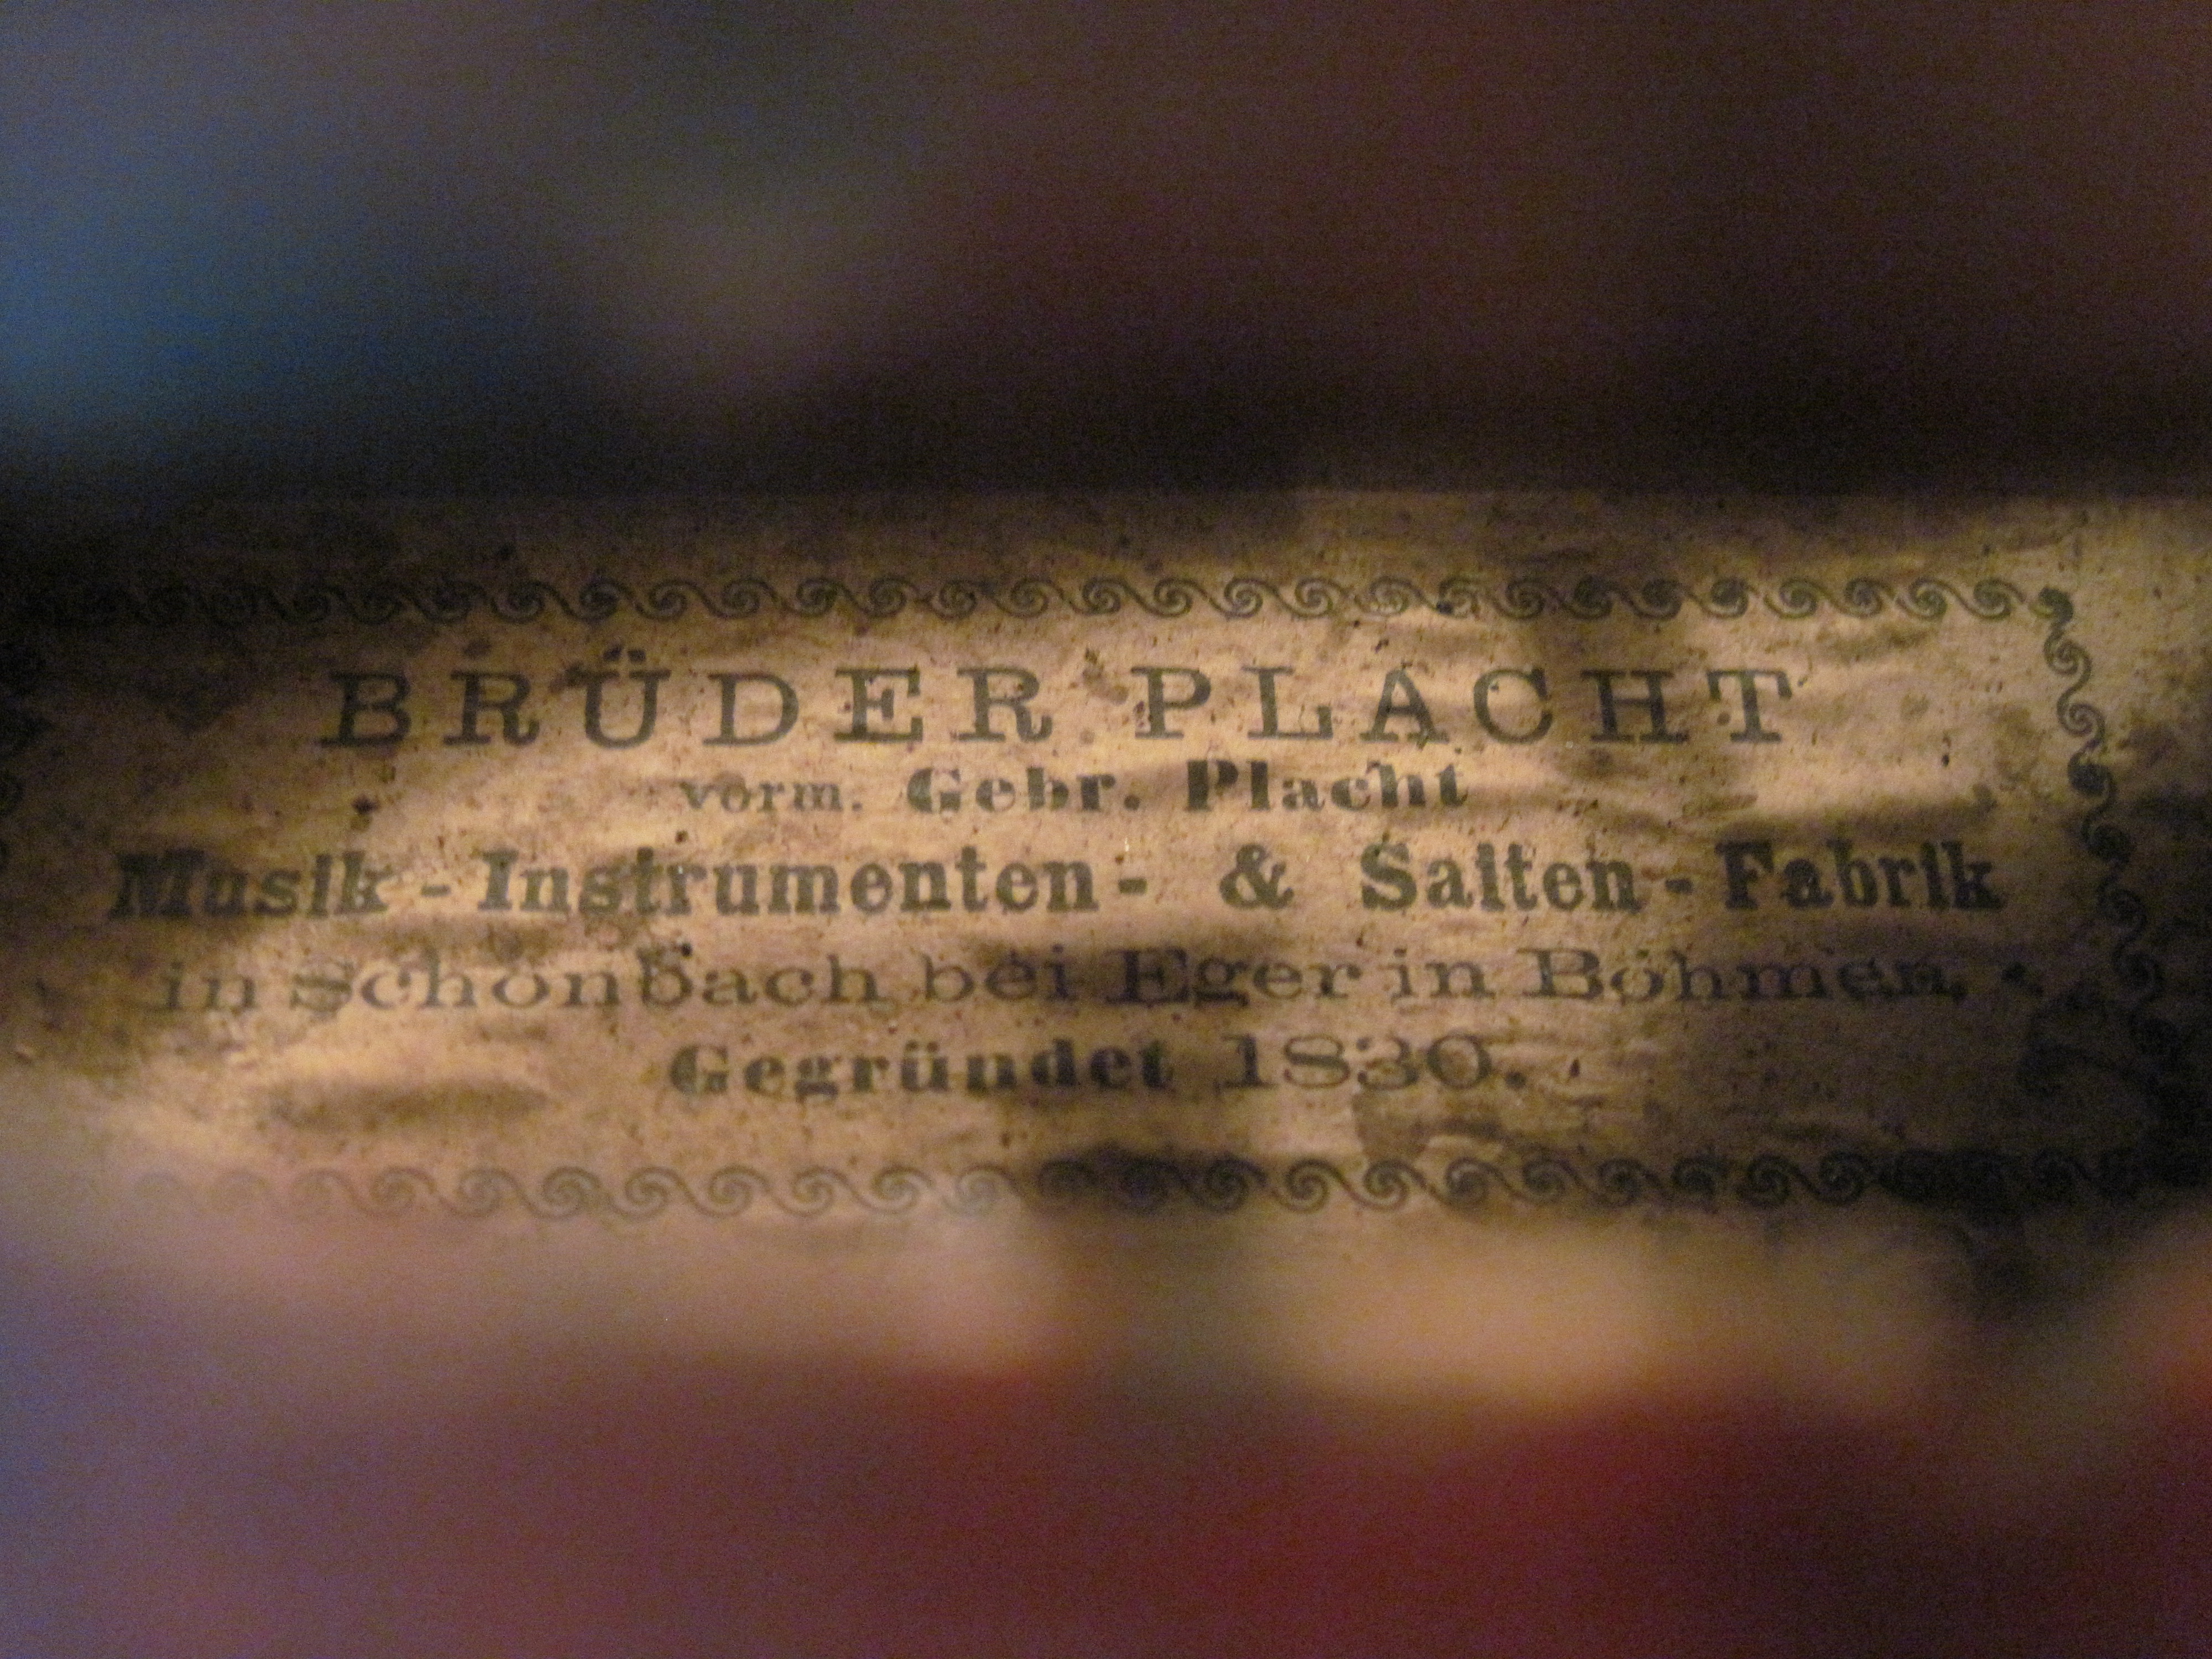 BRÜDER PLACHT
vorm. Gebr. Placht
Musik-Instrumenten- & Saiten-Fabrik
in Schönbach bei Eger in Böhmen.
Gegründet 1830.